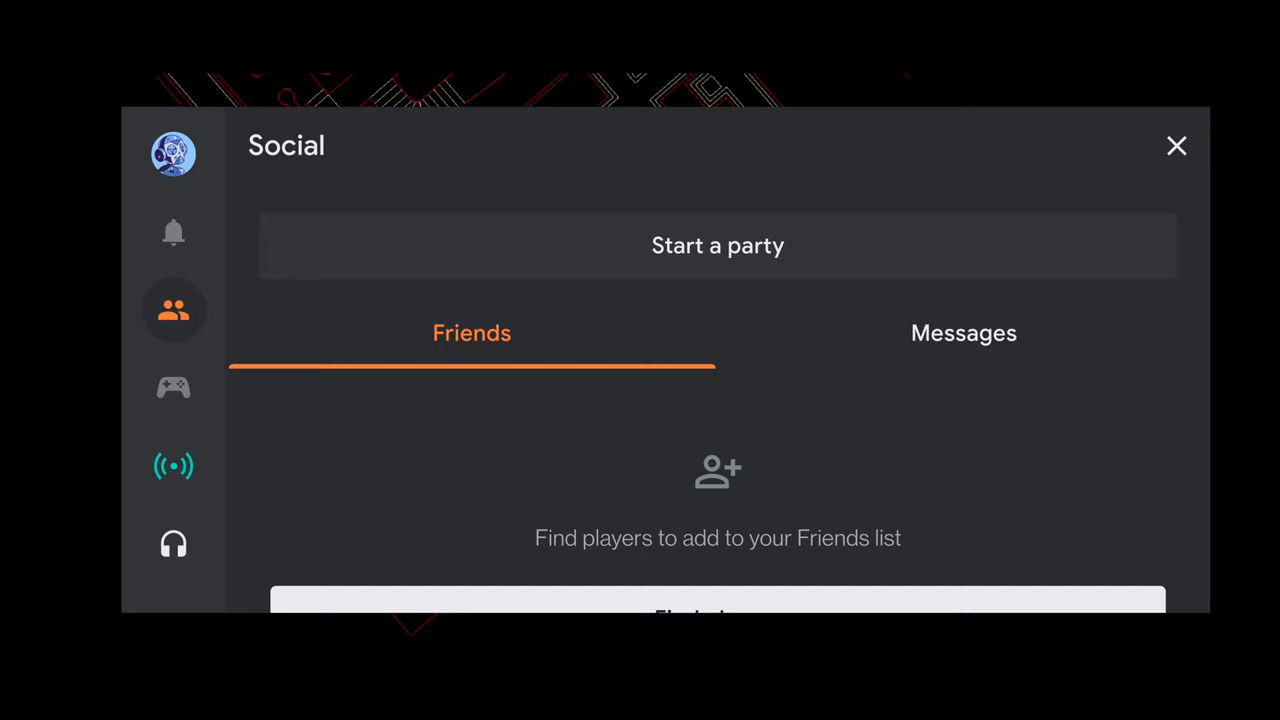 Social
Start a party
Friends
Messages
Find players to add to your Friends list